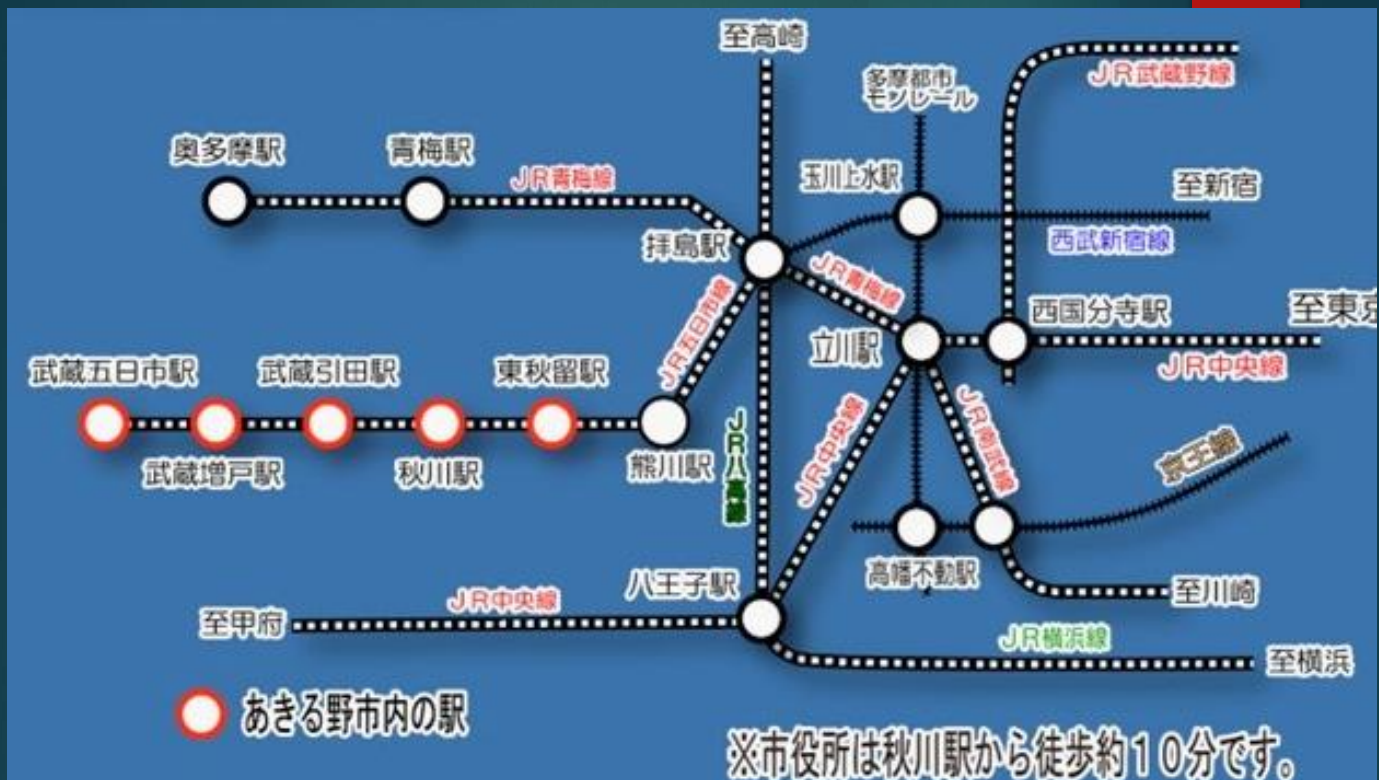 至高崎
多摩都市
モノレール
JR武蔵野線
奥多摩駅
青梅駅
JR青梅線
玉川上水駅
至新宿
拝島駅
西武新宿線
JR青梅線
西国分寺駅
至東京
立川駅
JR五日市線
JR中央線
武蔵五日市駅
武蔵引田駅
東秋留駅
武蔵増戸駅
秋川駅
熊川駅
JR八高線
JR中央線
JR南武線
京王線
高幡不動駅
八王子駅
至川崎
至甲府
JR中央線
JR横浜線
至横浜
あきる野市内の駅
※市役所は秋川駅から徒歩約10分です。